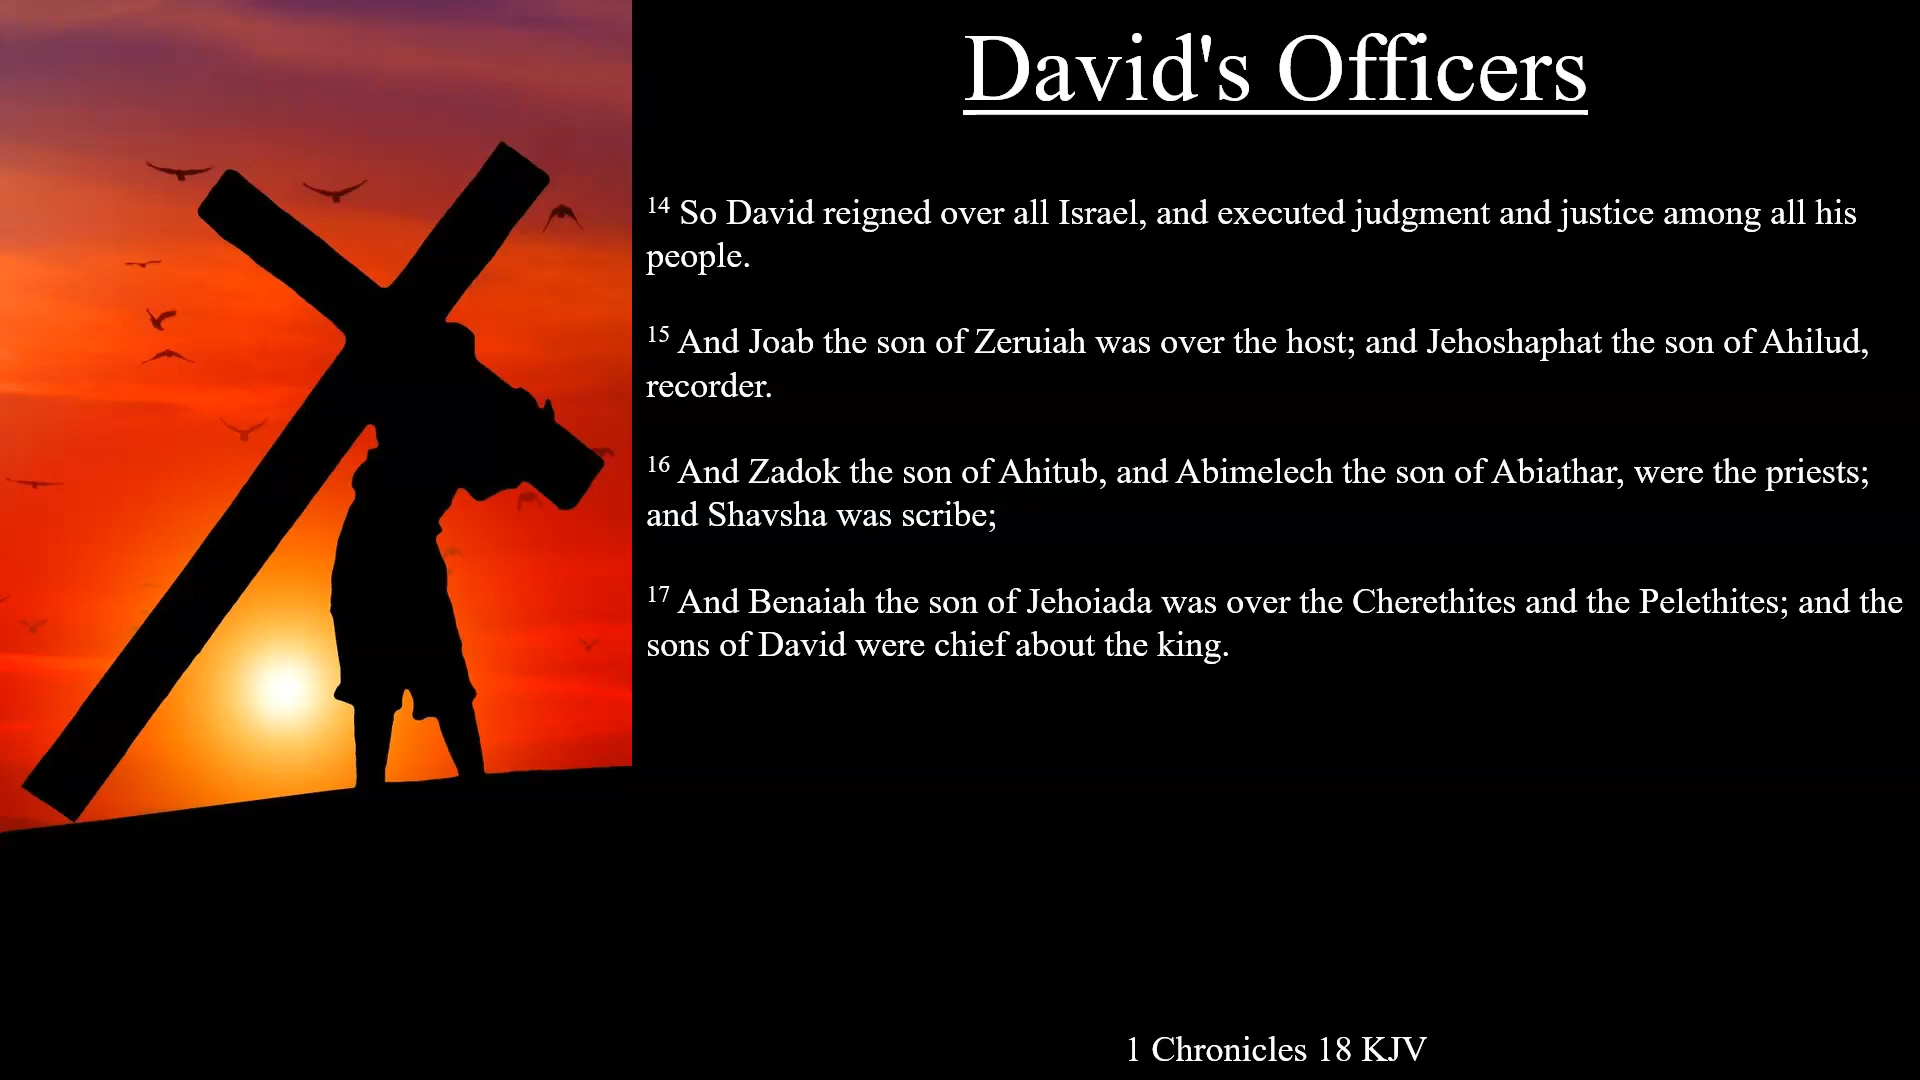 David's Officers
14 So David reigned over all Israel, and executed judgment and justice among all his
people.
15 And Joab the son of Zeruiah was over the host; and Jehoshaphat the son of Ahilud,
recorder.
16 And Zadok the son of Ahitub, and Abimelech the son of Abiathar, were the priests;
and Shavsha was scribe;
17 And Benaiah the son of Jehoiada was over the Cherethites and the Pelethites; and the
sons of David were chief about the king.
1 Chronicles 18 KJV